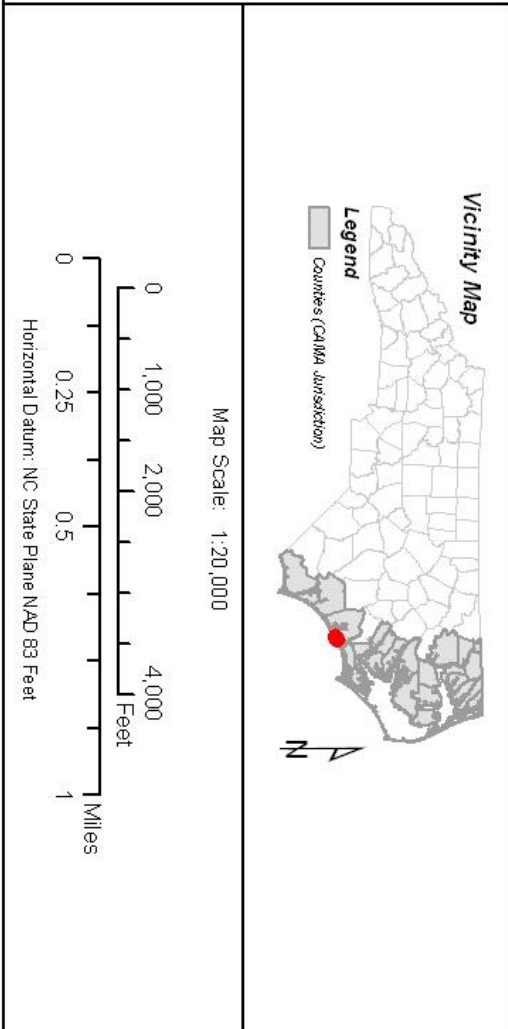 Vicinity Map
Legend
Counties (CAMA Jurisdiction)
N
Map Scale: 1:20,000
0 1,000 2,000 4,000
Feet
0 0.25 0.5 1
Miles
Horizontal Datum: NC State Plane NAD 83 Feet